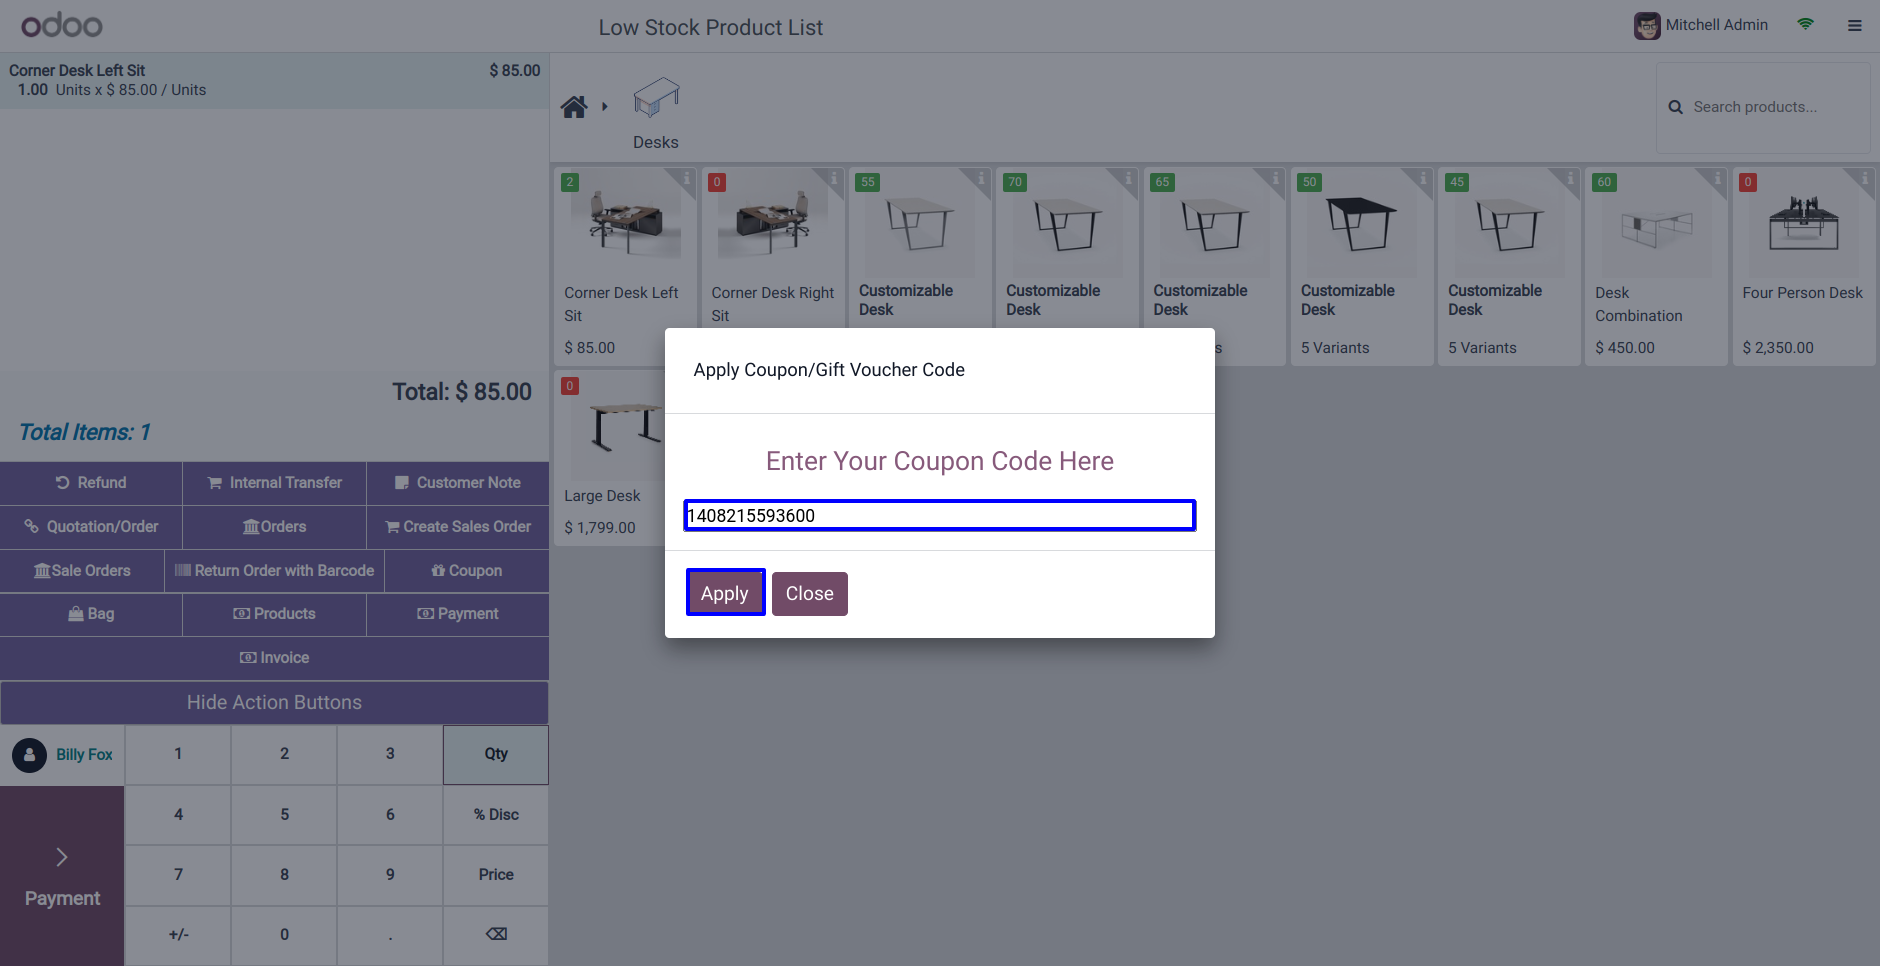 odoo
Low Stock Product List
Mitchell Admin
Corner Desk Left Sit $ 85.00
1.00 Units x $ 85.00 / Units
Desks
Search products...
2
0
55
70
65
50
45
60
0
Corner Desk Left Sit
$ 85.00
Corner Desk Right Sit
Customizable Desk
Customizable Desk
Customizable Desk
s
Customizable Desk
5 Variants
Customizable Desk
5 Variants
Desk Combination
$ 450.00
Four Person Desk
$ 2,350.00
0
Large Desk
$ 1,799.00
Total: $ 85.00
Total Items: 1
Refund
Internal Transfer
Customer Note
Quotation/Order
Orders
Create Sales Order
Sale Orders
Return Order with Barcode
Coupon
Bag
Products
Payment
Invoice
Hide Action Buttons
Billy Fox
1 2 3 Qty
4 5 6 % Disc
7 8 9 Price
+/- 0 .
Payment
Apply Coupon/Gift Voucher Code
Enter Your Coupon Code Here
1408215593600
Apply
Close